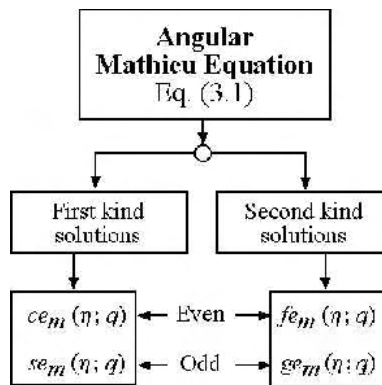 Angular
Mathieu Equation
Eq. (3.1)
First kind
solutions
Second kind
solutions
ce_m (η; q)
Even
fe_m (η; q)
se_m (η; q)
Odd
ge_m (η; q)